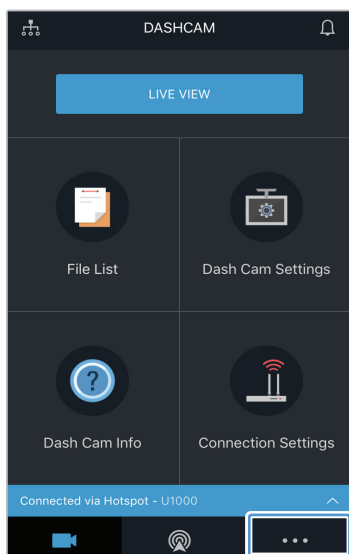 DASHCAM
LIVE VIEW
File List
Dash Cam Settings
Dash Cam Info
Connection Settings
Connected via Hotspot - U1000